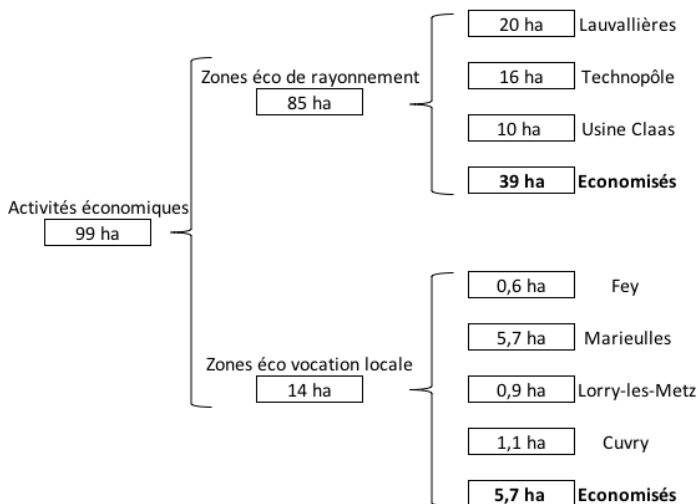 20 ha Lauvallières
Zones éco de rayonnement
85 ha
16 ha Technopôle
10 ha Usine Claas
39 ha Economisés
Activités économiques
99 ha
0,6 ha Fey
5,7 ha Marieulles
Zones éco vocation locale
14 ha
0,9 ha Lorry-les-Metz
1,1 ha Cuvry
5,7 ha Economisés